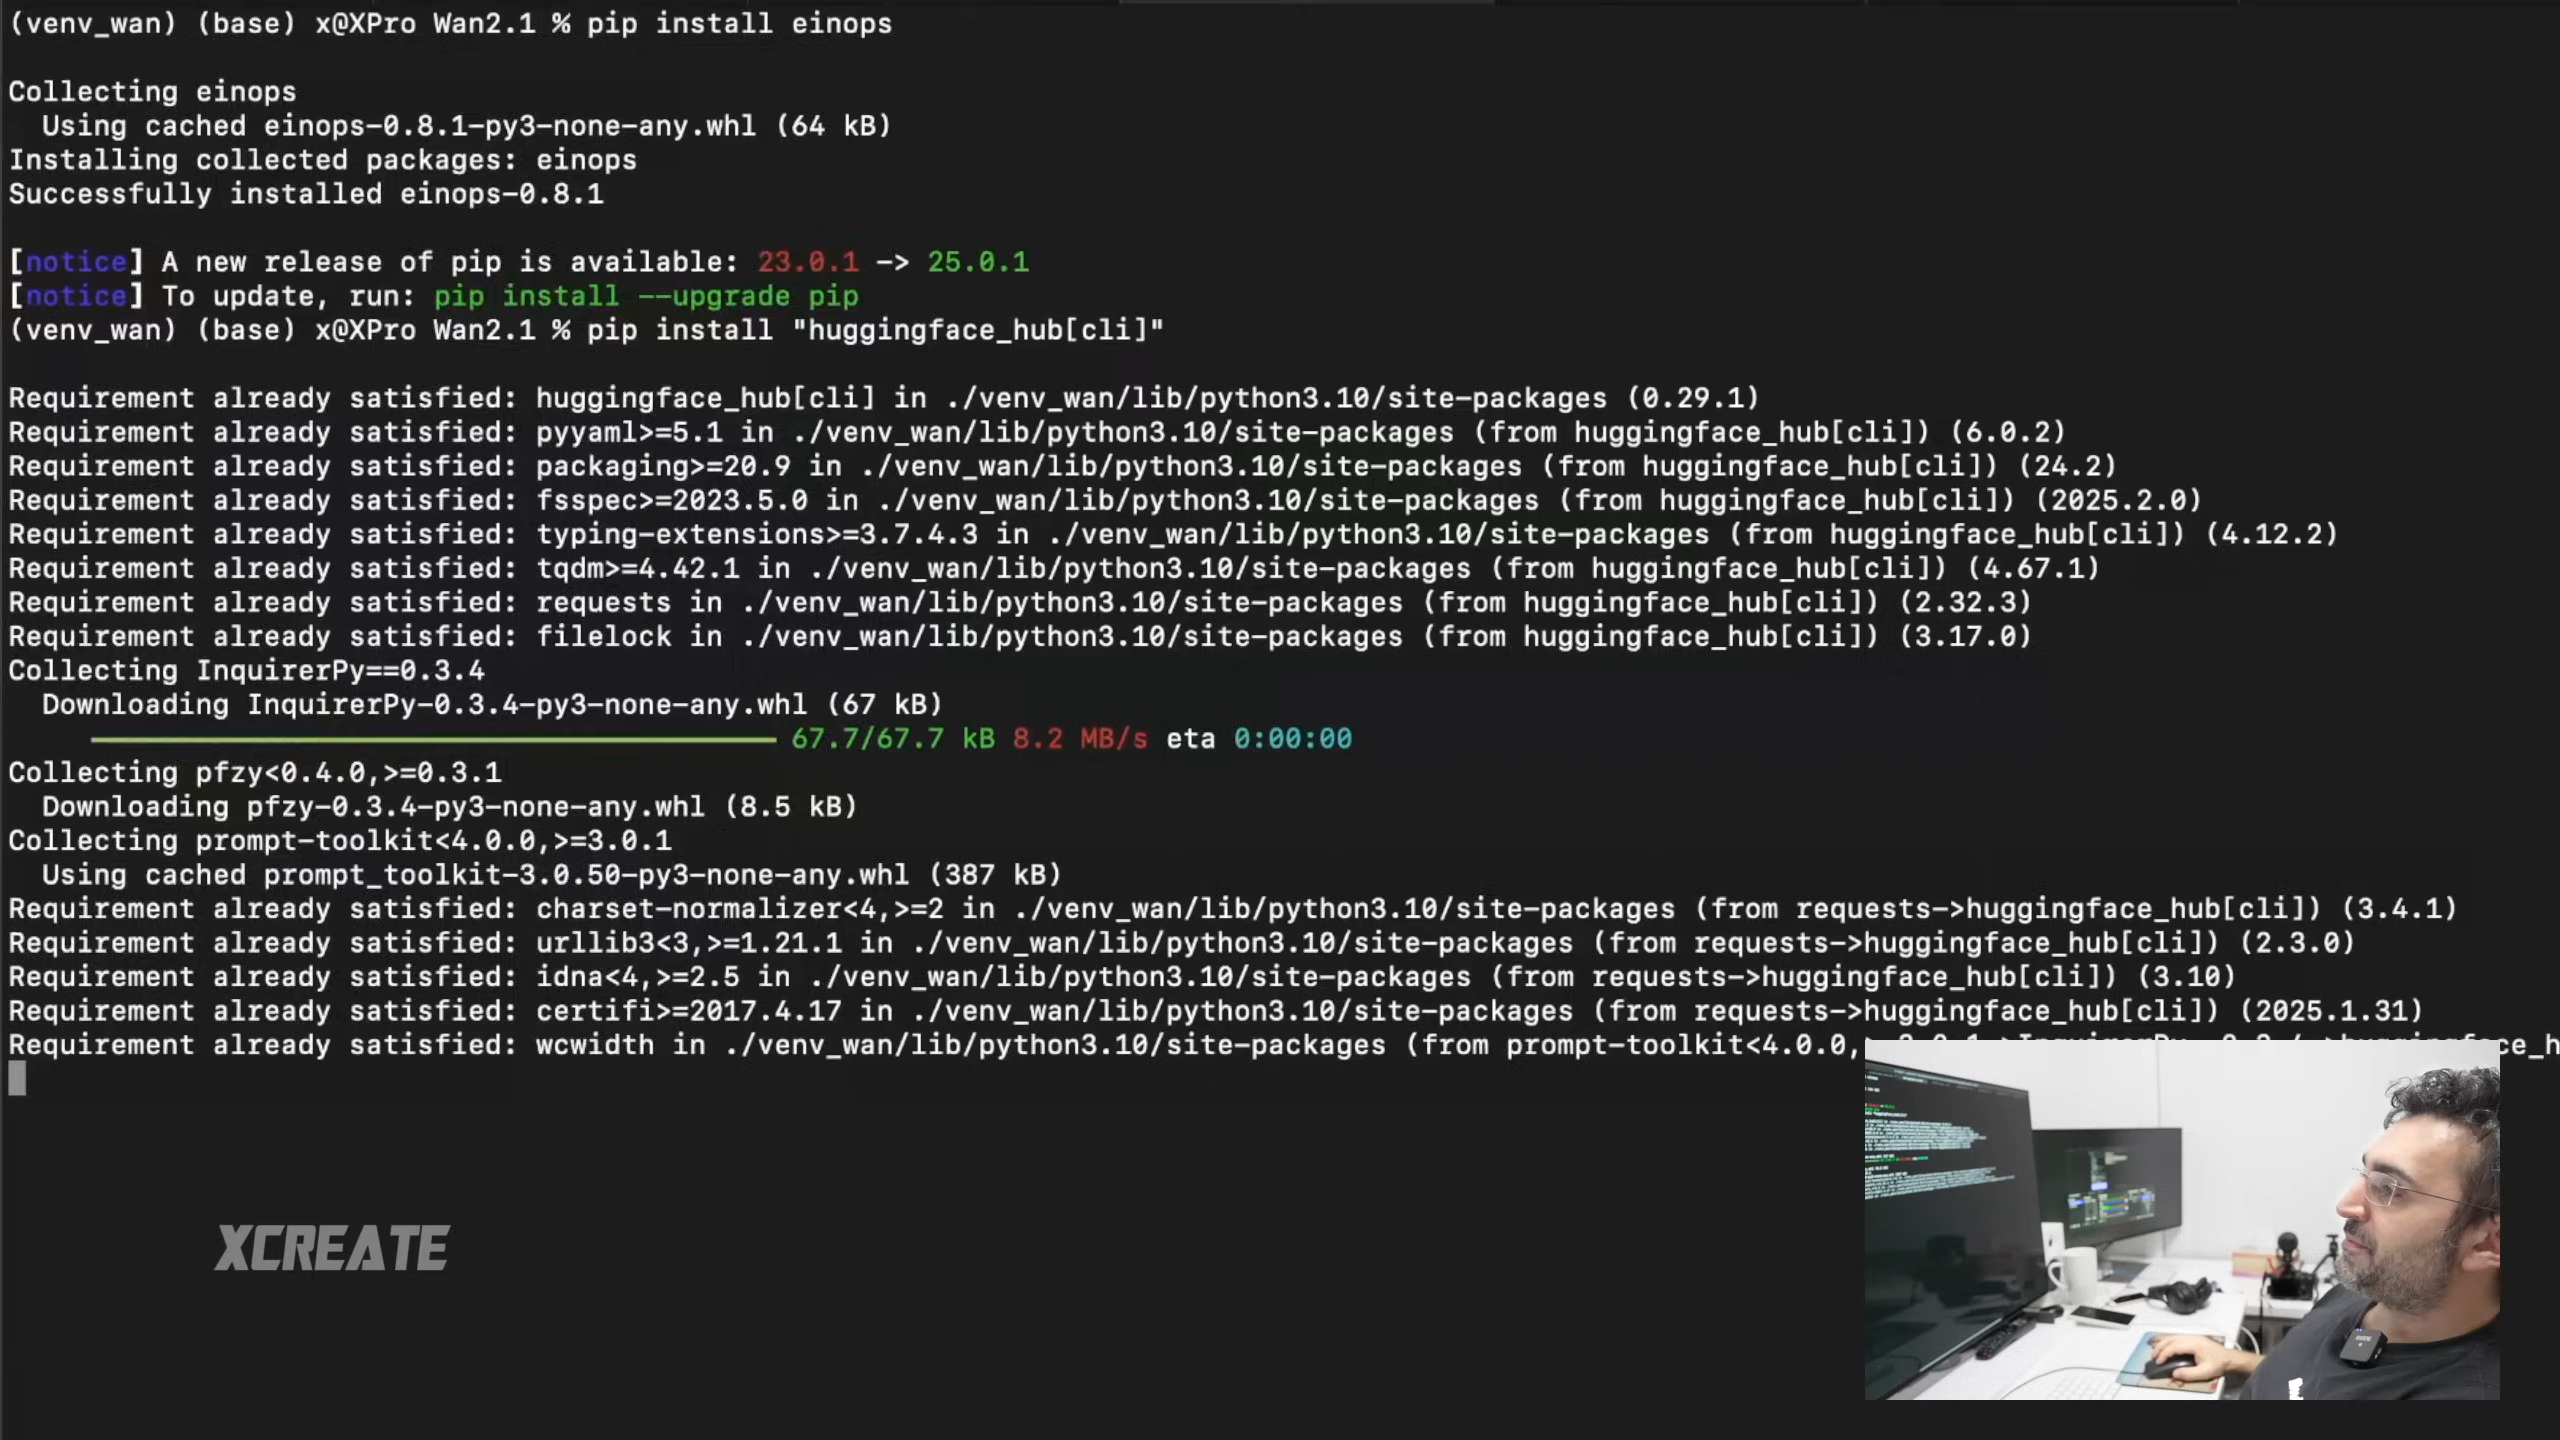 (venv_wan) (base) x@XPro Wan2.1 % pip install einops
Collecting einops
Using cached einops-0.8.1-py3-none-any.whl (64 kB)
Installing collected packages: einops
Successfully installed einops-0.8.1
[notice] A new release of pip is available: 23.0.1 -> 25.0.1
[notice] To update, run: pip install --upgrade pip
(venv_wan) (base) x@XPro Wan2.1 % pip install "huggingface_hub[cli]"
Requirement already satisfied: huggingface_hub[cli] in ./venv_wan/lib/python3.10/site-packages (0.29.1)
Requirement already satisfied: pyyaml>=5.1 in ./venv_wan/lib/python3.10/site-packages (from huggingface_hub[cli]) (6.0.2)
Requirement already satisfied: packaging>=20.9 in ./venv_wan/lib/python3.10/site-packages (from huggingface_hub[cli]) (24.2)
Requirement already satisfied: fsspec>=2023.5.0 in ./venv_wan/lib/python3.10/site-packages (from huggingface_hub[cli]) (2025.2.0)
Requirement already satisfied: typing-extensions>=3.7.4.3 in ./venv_wan/lib/python3.10/site-packages (from huggingface_hub[cli]) (4.12.2)
Requirement already satisfied: tqdm>=4.42.1 in ./venv_wan/lib/python3.10/site-packages (from huggingface_hub[cli]) (4.67.1)
Requirement already satisfied: requests in ./venv_wan/lib/python3.10/site-packages (from huggingface_hub[cli]) (2.32.3)
Requirement already satisfied: filelock in ./venv_wan/lib/python3.10/site-packages (from huggingface_hub[cli]) (3.17.0)
Collecting InquirerPy==0.3.4
Downloading InquirerPy-0.3.4-py3-none-any.whl (67 kB)
67.7/67.7 kB 8.2 MB/s eta 0:00:00
Collecting pfzy<0.4.0,>=0.3.1
Downloading pfzy-0.3.4-py3-none-any.whl (8.5 kB)
Collecting prompt-toolkit<4.0.0,>=3.0.1
Using cached prompt_toolkit-3.0.50-py3-none-any.whl (387 kB)
Requirement already satisfied: charset-normalizer<4,>=2 in ./venv_wan/lib/python3.10/site-packages (from requests->huggingface_hub[cli]) (3.4.1)
Requirement already satisfied: urllib3<3,>=1.21.1 in ./venv_wan/lib/python3.10/site-packages (from requests->huggingface_hub[cli]) (2.3.0)
Requirement already satisfied: idna<4,>=2.5 in ./venv_wan/lib/python3.10/site-packages (from requests->huggingface_hub[cli]) (3.10)
Requirement already satisfied: certifi>=2017.4.17 in ./venv_wan/lib/python3.10/site-packages (from requests->huggingface_hub[cli]) (2025.1.31)
Requirement already satisfied: wcwidth in ./venv_wan/lib/python3.10/site-packages (from prompt-toolkit<4.0.0,
XCREATE